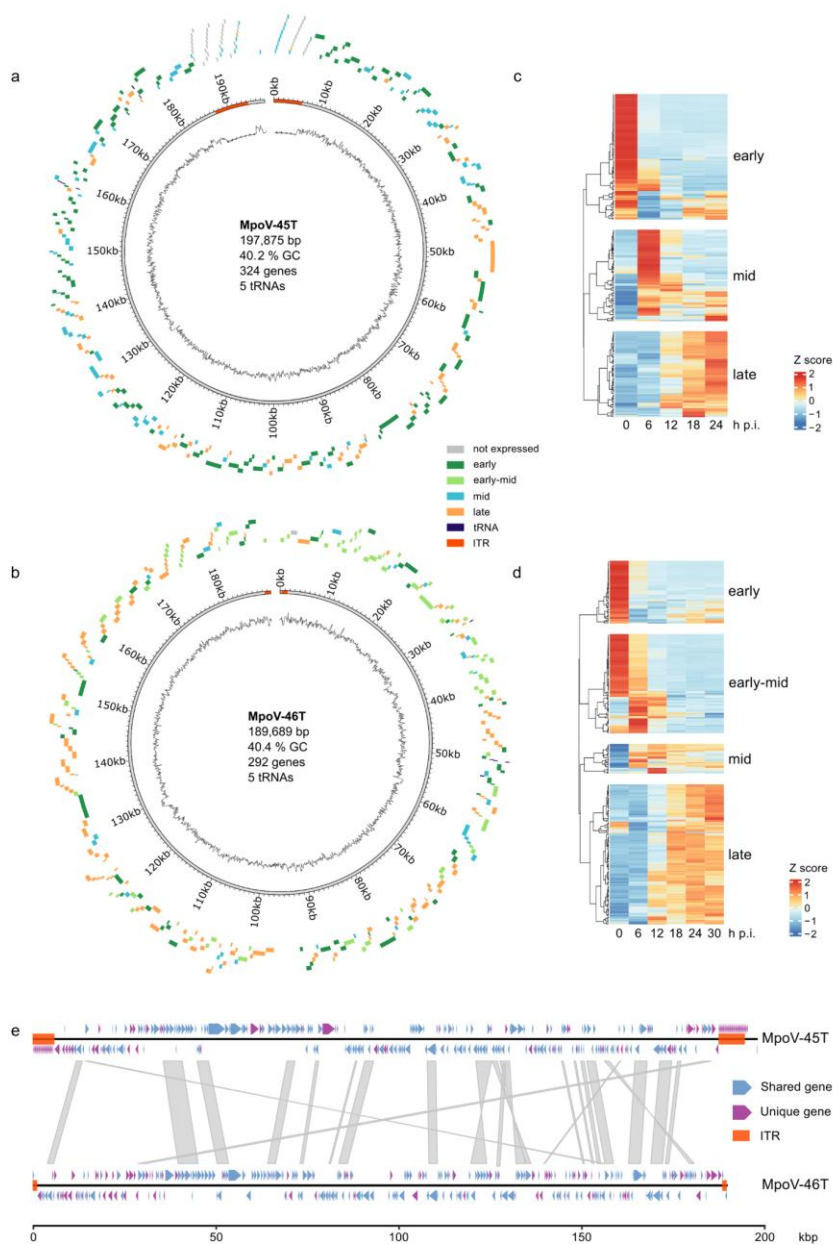 a
0kb
10kb
20kb
30kb
40kb
50kb
60kb
70kb
80kb
90kb
100kb
110kb
120kb
130kb
140kb
150kb
160kb
170kb
180kb
190kb
MpoV-45T
197,875 bp
40.2 % GC
324 genes
5 tRNAs
c
early
mid
late
0 6 12 18 24 h p.i.
Z score
2
1
0
−1
−2
not expressed
early
early-mid
mid
late
tRNA
ITR
b
0kb
10kb
20kb
30kb
40kb
50kb
60kb
70kb
80kb
90kb
100kb
110kb
120kb
130kb
140kb
150kb
160kb
170kb
180kb
MpoV-46T
189,689 bp
40.4 % GC
292 genes
5 tRNAs
d
early
early-mid
mid
late
0 6 12 18 24 30 h p.i.
Z score
2
1
0
−1
−2
e
MpoV-45T
Shared gene
Unique gene
ITR
MpoV-46T
0 50 100 150 200
kbp